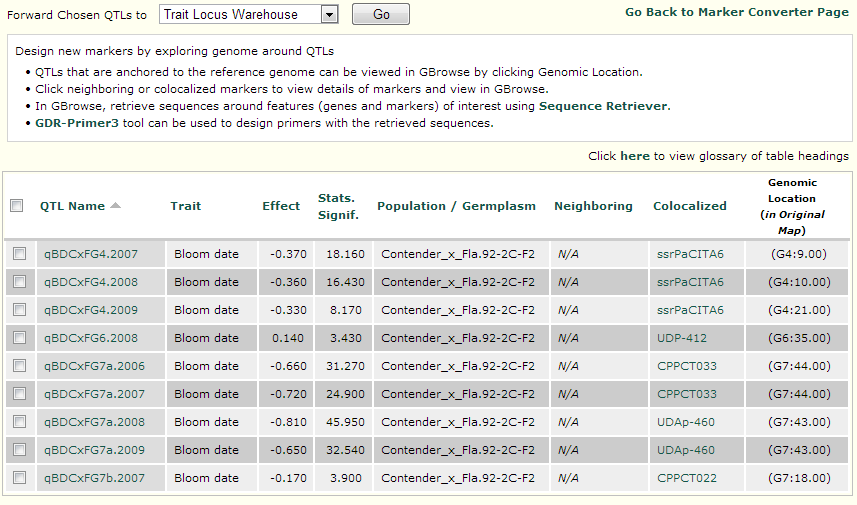 Forward Chosen QTLs to Trait Locus Warehouse Go Go Back to Marker Converter Page
Design new markers by exploring genome around QTLs
• QTLs that are anchored to the reference genome can be viewed in GBrowse by clicking Genomic Location.
• Click neighboring or colocalized markers to view details of markers and view in GBrowse.
• In GBrowse, retrieve sequences around features (genes and markers) of interest using Sequence Retriever.
• GDR-Primer3 tool can be used to design primers with the retrieved sequences.
Click here to view glossary of table headings
QTL Name Trait Effect Stats. Signif. Population / Germplasm Neighboring Colocalized Genomic Location (in Original Map)
qBDCxFG4.2007 Bloom date -0.370 18.160 Contender_x_Fla.92-2C-F2 N/A ssrPaCITA6 (G4:9.00)
qBDCxFG4.2008 Bloom date -0.360 16.430 Contender_x_Fla.92-2C-F2 N/A ssrPaCITA6 (G4:10.00)
qBDCxFG4.2009 Bloom date -0.330 8.170 Contender_x_Fla.92-2C-F2 N/A ssrPaCITA6 (G4:21.00)
qBDCxFG6.2008 Bloom date 0.140 3.430 Contender_x_Fla.92-2C-F2 N/A UDP-412 (G6:35.00)
qBDCxFG7a.2006 Bloom date -0.660 31.270 Contender_x_Fla.92-2C-F2 N/A CPPCT033 (G7:44.00)
qBDCxFG7a.2007 Bloom date -0.720 24.900 Contender_x_Fla.92-2C-F2 N/A CPPCT033 (G7:44.00)
qBDCxFG7a.2008 Bloom date -0.810 45.950 Contender_x_Fla.92-2C-F2 N/A UDAp-460 (G7:43.00)
qBDCxFG7a.2009 Bloom date -0.650 32.540 Contender_x_Fla.92-2C-F2 N/A UDAp-460 (G7:43.00)
qBDCxFG7b.2007 Bloom date -0.170 3.900 Contender_x_Fla.92-2C-F2 N/A CPPCT022 (G7:18.00)